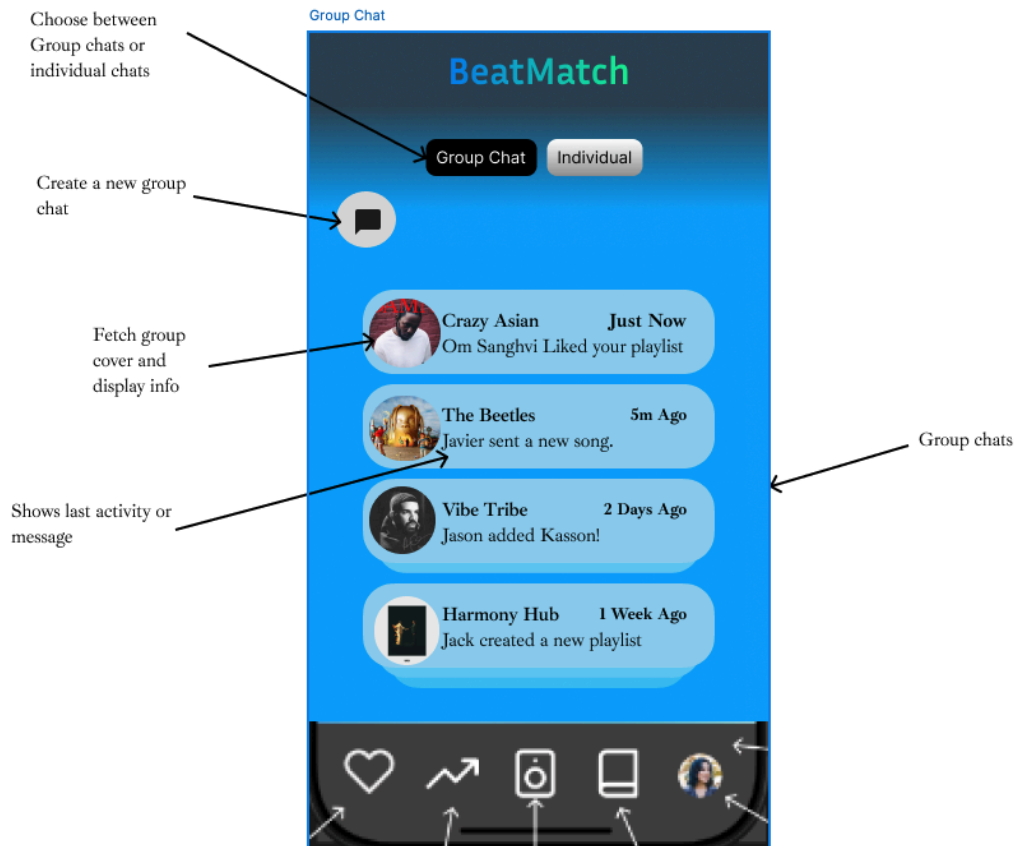 Group Chat
Choose between
Group chats or
individual chats
BeatMatch
Group Chat
Individual
Create a new group
chat
Fetch group
cover and
display info
Crazy Asian
Just Now
Om Sanghvi Liked your playlist
The Beetles
5m Ago
Javier sent a new song.
Group chats
Shows last activity or
message
Vibe Tribe
2 Days Ago
Jason added Kasson!
Harmony Hub
1 Week Ago
Jack created a new playlist